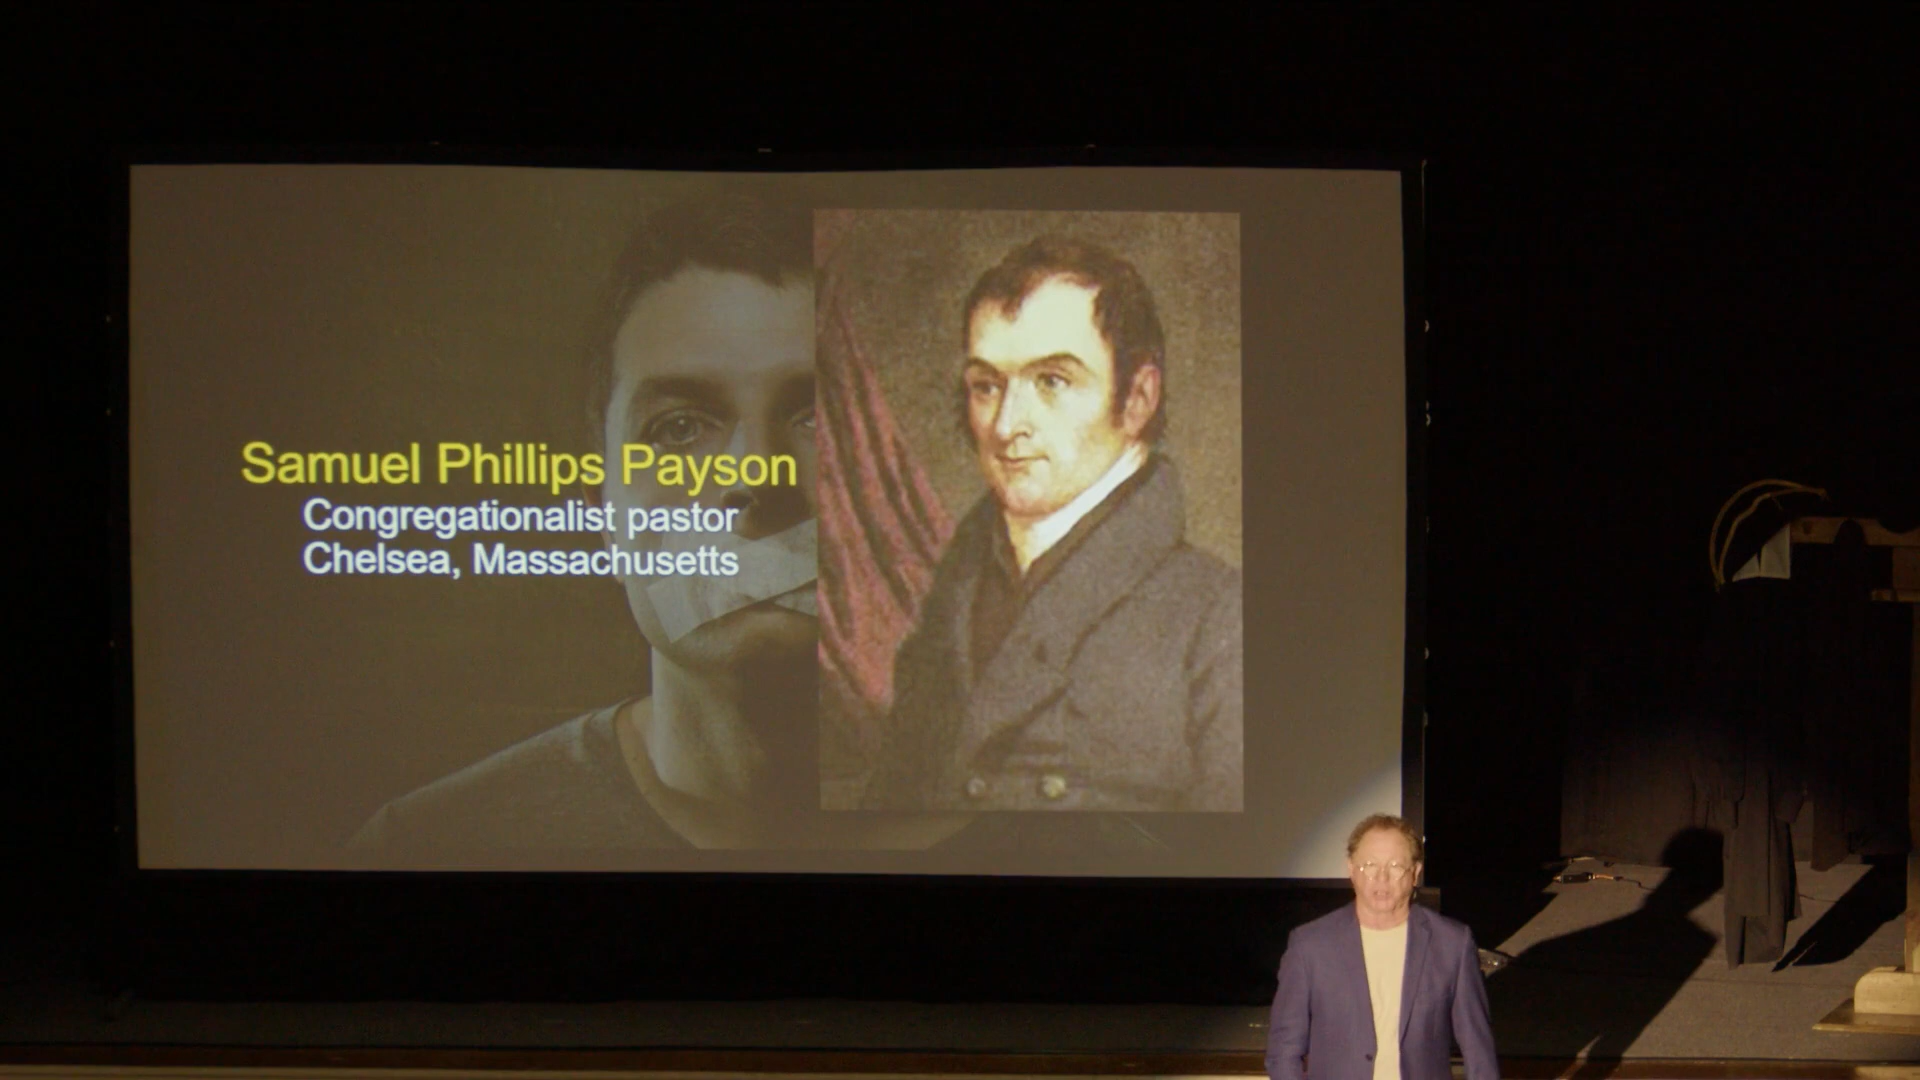 Samuel Phillips Payson
Congregationalist pastor
Chelsea, Massachusetts